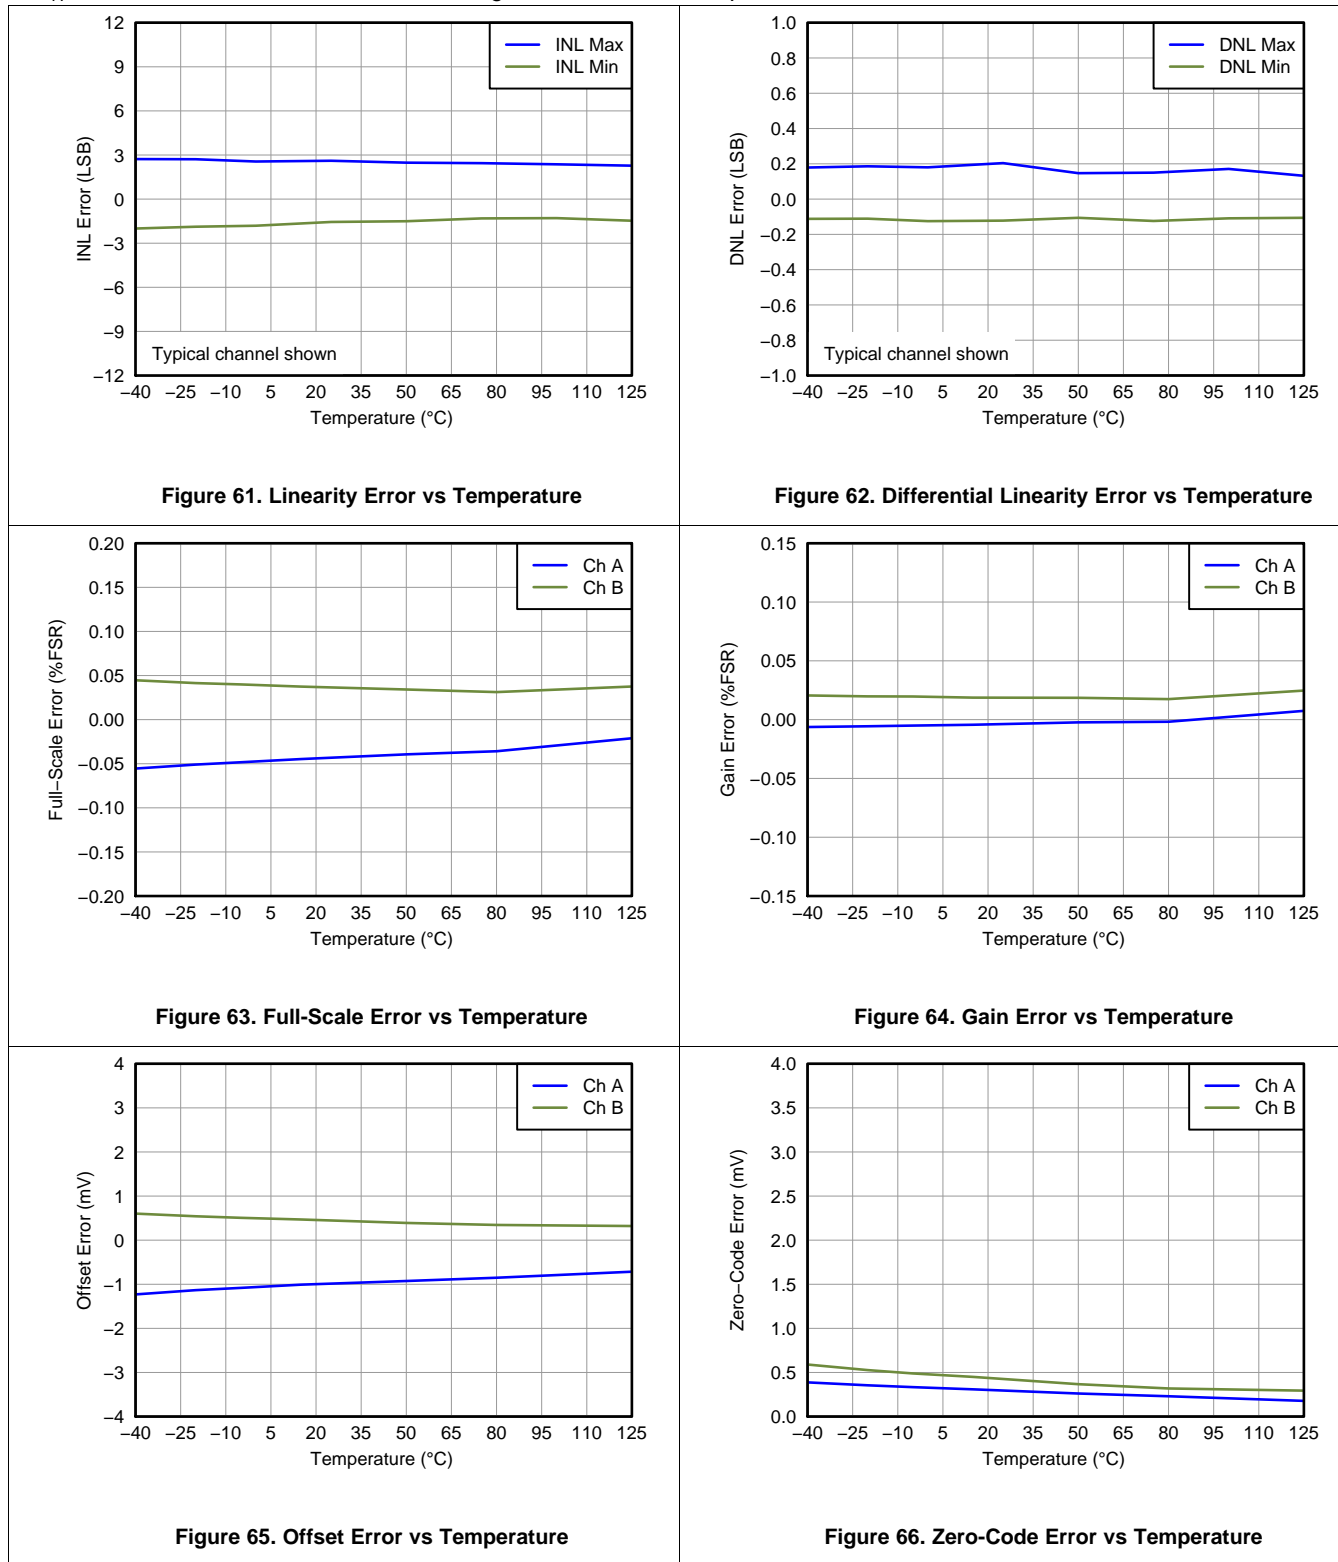 12
9
6
3
0
−3
−6
−9
−12
INL Error (LSB)
INL Max
INL Min
Typical channel shown
−40 −25 −10 5 20 35 50 65 80 95 110 125
Temperature (°C)
Figure 61. Linearity Error vs Temperature
1.0
0.8
0.6
0.4
0.2
0.0
−0.2
−0.4
−0.6
−0.8
−1.0
DNL Error (LSB)
DNL Max
DNL Min
Typical channel shown
−40 −25 −10 5 20 35 50 65 80 95 110 125
Temperature (°C)
Figure 62. Differential Linearity Error vs Temperature
0.20
0.15
0.10
0.05
0.00
−0.05
−0.10
−0.15
−0.20
Full−Scale Error (%FSR)
Ch A
Ch B
−40 −25 −10 5 20 35 50 65 80 95 110 125
Temperature (°C)
Figure 63. Full-Scale Error vs Temperature
0.15
0.10
0.05
0.00
−0.05
−0.10
−0.15
Gain Error (%FSR)
Ch A
Ch B
−40 −25 −10 5 20 35 50 65 80 95 110 125
Temperature (°C)
Figure 64. Gain Error vs Temperature
4
3
2
1
0
−1
−2
−3
−4
Offset Error (mV)
Ch A
Ch B
−40 −25 −10 5 20 35 50 65 80 95 110 125
Temperature (°C)
Figure 65. Offset Error vs Temperature
4.0
3.5
3.0
2.5
2.0
1.5
1.0
0.5
0.0
Zero−Code Error (mV)
Ch A
Ch B
−40 −25 −10 5 20 35 50 65 80 95 110 125
Temperature (°C)
Figure 66. Zero-Code Error vs Temperature